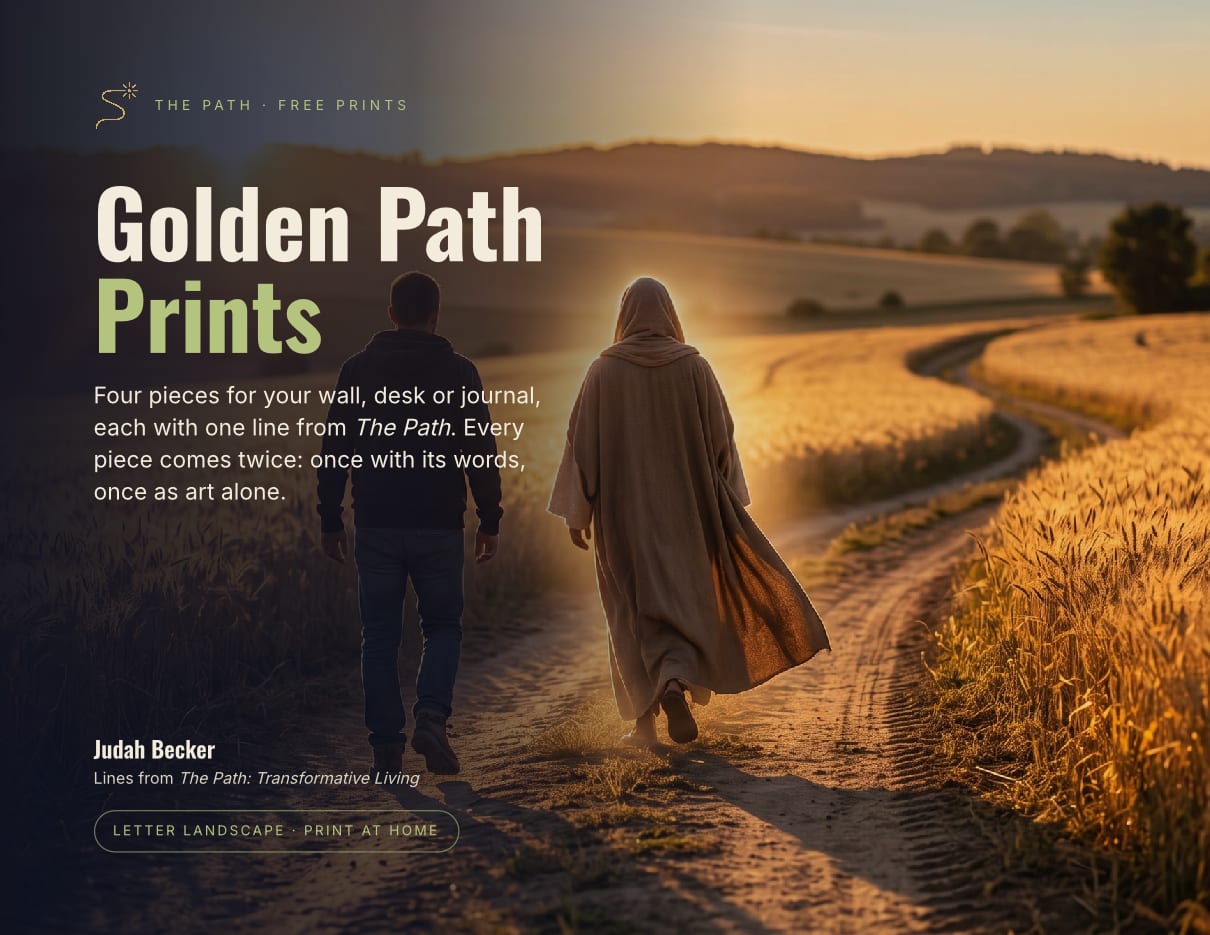 THE PATH · FREE PRINTS
Golden Path
Prints
Four pieces for your wall, desk or journal,
each with one line from The Path. Every
piece comes twice: once with its words,
once as art alone.
Judah Becker
Lines from The Path: Transformative Living
LETTER LANDSCAPE · PRINT AT HOME